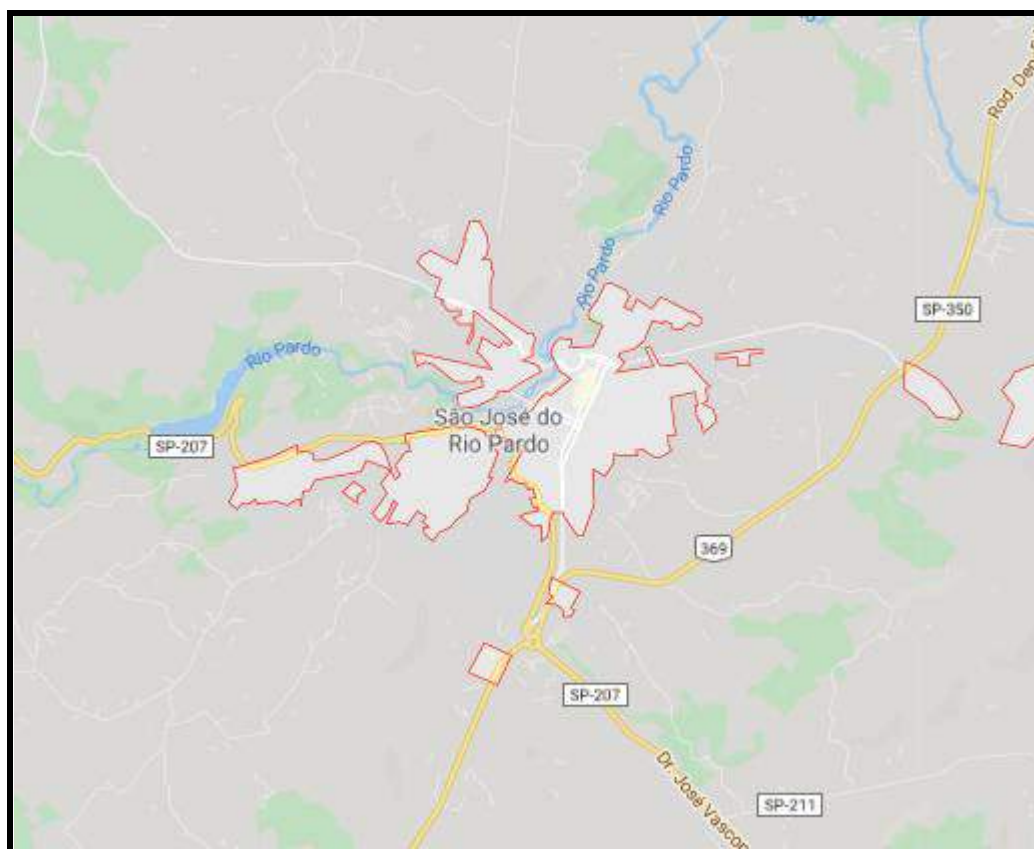 Rod. Dep.
Rio Pardo
Rio Pardo
SP-350
Rio Pardo
São José do
Rio Pardo
SP-207
369
SP-207
Dr. José Vascon
SP-211